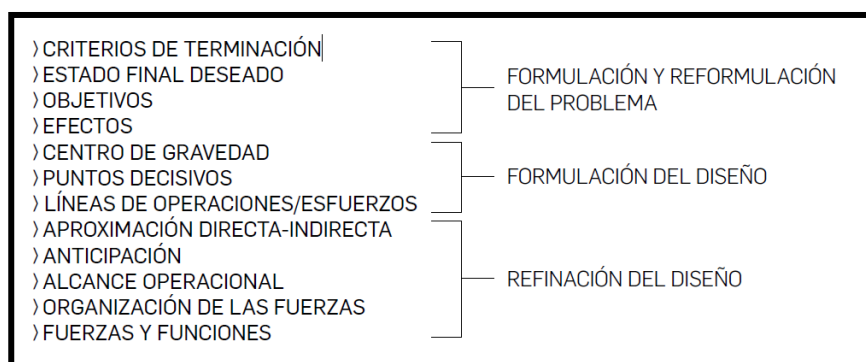 〉CRITERIOS DE TERMINACIÓN
〉ESTADO FINAL DESEADO
〉OBJETIVOS
〉EFECTOS
FORMULACIÓN Y REFORMULACIÓN
DEL PROBLEMA
〉CENTRO DE GRAVEDAD
〉PUNTOS DECISIVOS
〉LÍNEAS DE OPERACIONES/ESFUERZOS
FORMULACIÓN DEL DISEÑO
〉APROXIMACIÓN DIRECTA-INDIRECTA
〉ANTICIPACIÓN
〉ALCANCE OPERACIONAL
〉ORGANIZACIÓN DE LAS FUERZAS
〉FUERZAS Y FUNCIONES
REFINACIÓN DEL DISEÑO